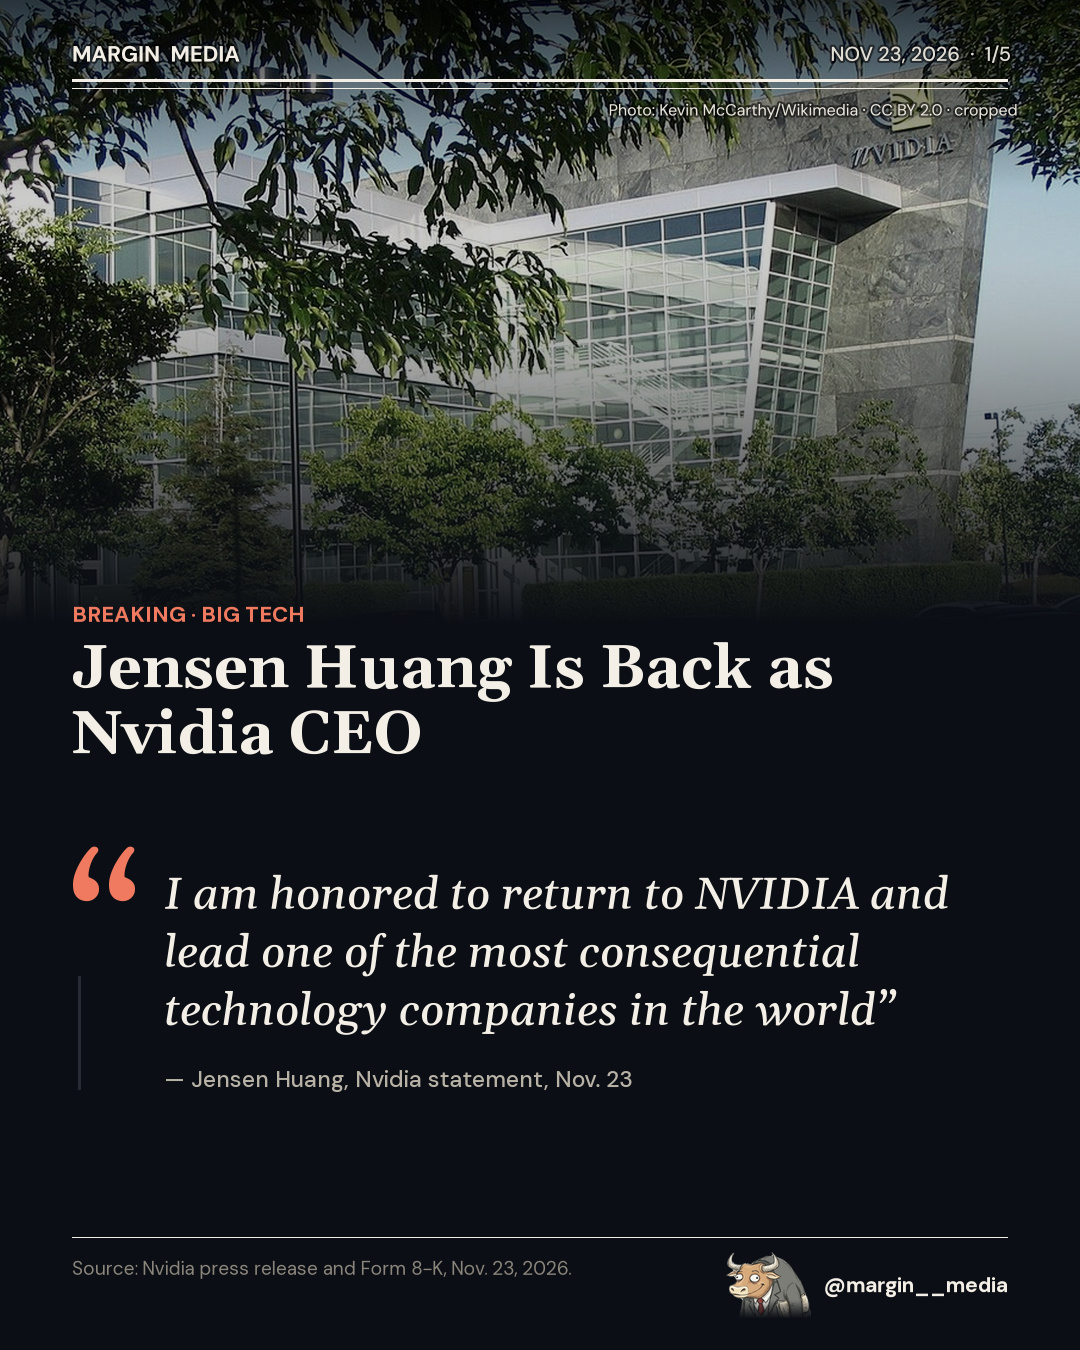 MARGIN MEDIA
NOV 23, 2026 · 1/5
Photo: Kevin McCarthy/Wikimedia · CC BY 2.0 · cropped
NVIDIA
BREAKING · BIG TECH
Jensen Huang Is Back as
Nvidia CEO
“I am honored to return to NVIDIA and
lead one of the most consequential
technology companies in the world”
— Jensen Huang, Nvidia statement, Nov. 23
Source: Nvidia press release and Form 8-K, Nov. 23, 2026.
@margin__media